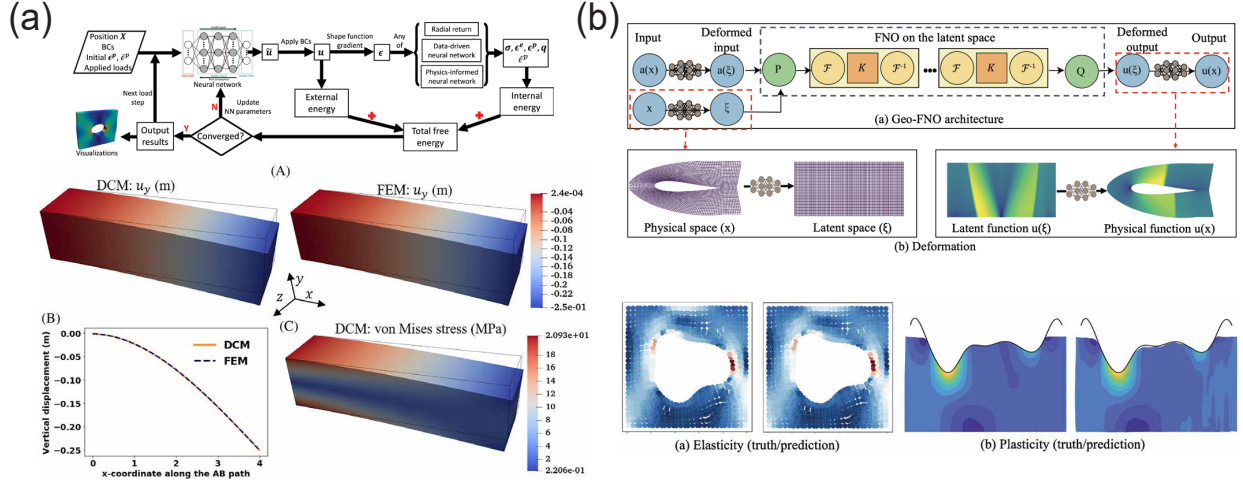 (a)
Position X
BCs
Initial ϵᵖ, ε̄ᵖ
Applied loads
Neural network
ũ
Apply BCs
u
Shape function
gradient
ϵ
Any of
Radial return
Data-driven
neural network
Physics-informed
neural network
σ, ϵᵉ, ϵᵖ, q
ε̄ᵖ
Next load
step
N
Update
NN parameters
External
energy
Internal
energy
+
+
Visualizations
Output
results
Y
Converged?
Total free
energy
(A)
DCM: u_y (m)
FEM: u_y (m)
2.4e-04
-0.04
-0.06
-0.08
-0.1
-0.12
-0.14
-0.16
-0.18
-0.2
-0.22
-2.5e-01
y
z
x
(B)
Vertical displacement (m)
0.00
-0.05
-0.10
-0.15
-0.20
-0.25
DCM
FEM
0 1 2 3 4
x-coordinate along the AB path
(C)
DCM: von Mises stress (MPa)
2.093e+01
18
16
14
12
10
8
6
4
2
2.206e-01
(b)
Input
Deformed
input
FNO on the latent space
Deformed
output
Output
a(x)
a(ξ)
P
F
K
F⁻¹
F
K
F⁻¹
Q
u(ξ)
u(x)
x
ξ
(a) Geo-FNO architecture
Physical space (x)
Latent space (ξ)
Latent function u(ξ)
Physical function u(x)
(b) Deformation
(a) Elasticity (truth/prediction)
(b) Plasticity (truth/prediction)